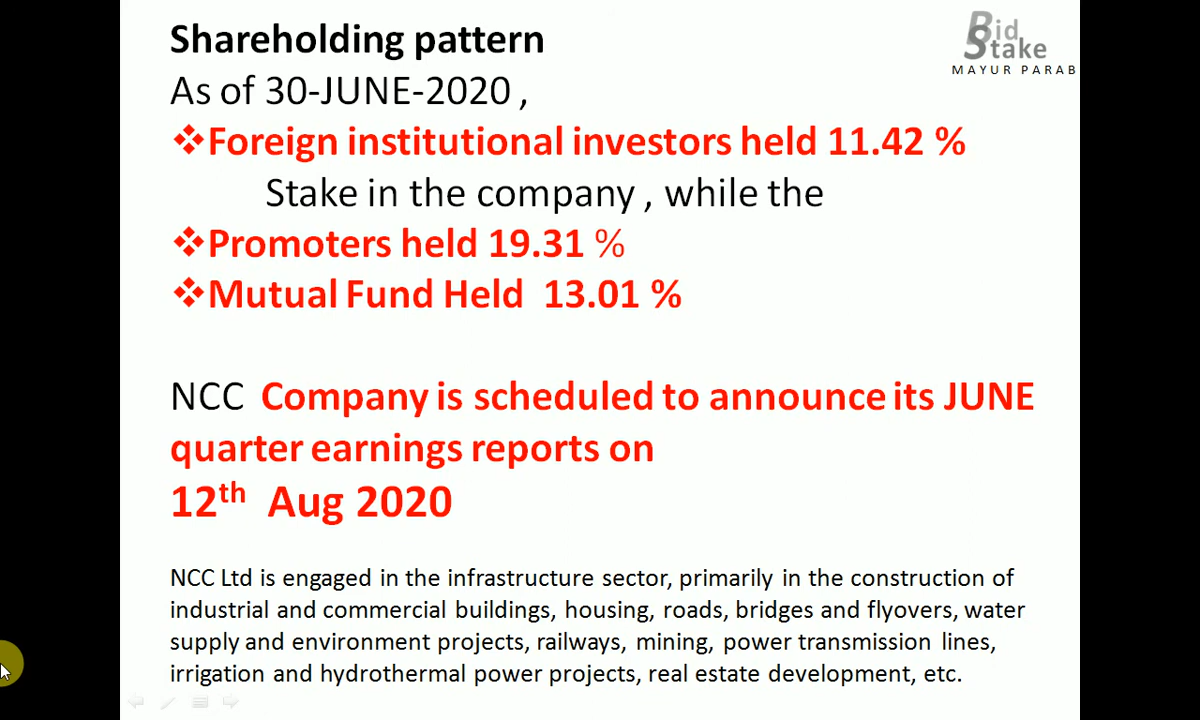 Shareholding pattern
Bid
Stake
MAYUR PARAB
As of 30-JUNE-2020 ,
❖Foreign institutional investors held 11.42 %
Stake in the company , while the
❖Promoters held 19.31 %
❖Mutual Fund Held 13.01 %
NCC Company is scheduled to announce its JUNE
quarter earnings reports on
12th Aug 2020
NCC Ltd is engaged in the infrastructure sector, primarily in the construction of
industrial and commercial buildings, housing, roads, bridges and flyovers, water
supply and environment projects, railways, mining, power transmission lines,
irrigation and hydrothermal power projects, real estate development, etc.